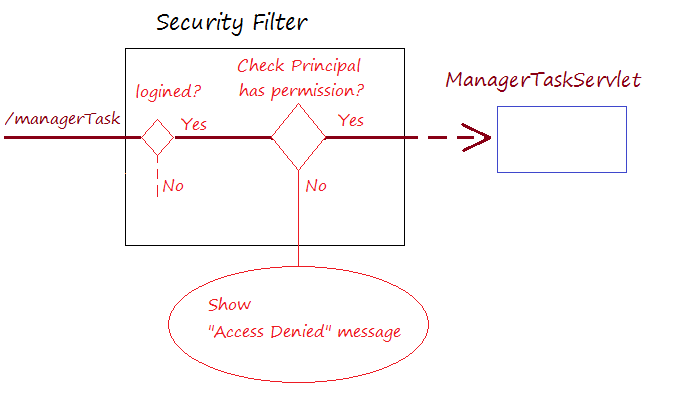 Security Filter
Check Principal
has permission?
logined?
ManagerTaskServlet
/managerTask
Yes
Yes
No
No
Show
"Access Denied" message